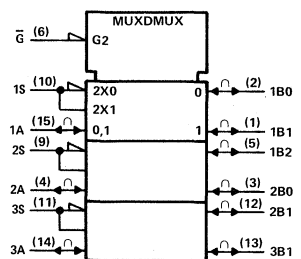 MUXDMUX
G (6) G2
1S (10) 2X0 0 (2) 1B0
2X1
1A (15) 0,1 1 (1) 1B1
2S (9) (5) 1B2
2A (4) (3) 2B0
3S (11) (12) 2B1
3A (14) (13) 3B1